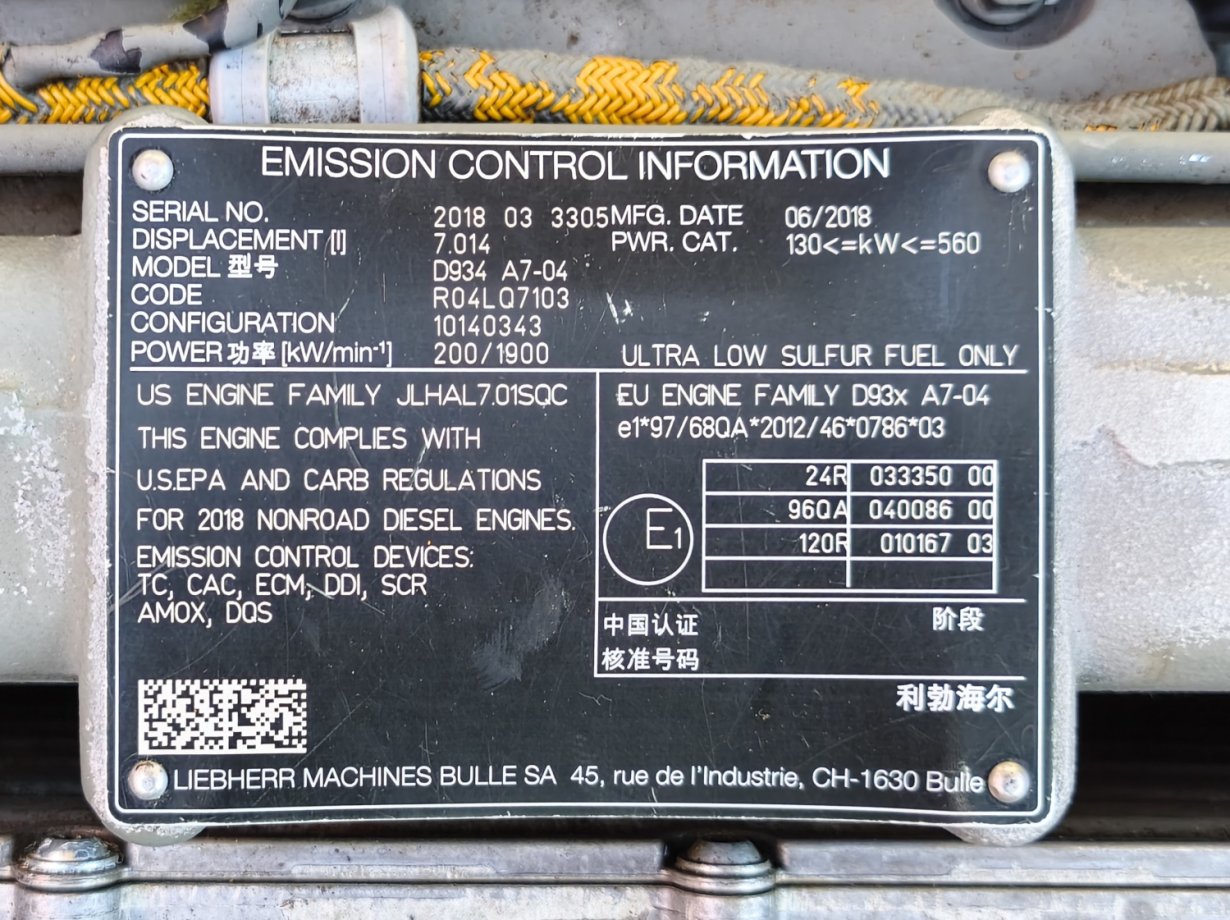 EMISSION CONTROL INFORMATION
SERIAL NO. 2018 03 3305 MFG. DATE 06/2018
DISPLACEMENT [l] 7.014 PWR. CAT. 130<=kW<=560
MODEL 型号 D934 A7-04
CODE R04LQ7103
CONFIGURATION 10140343
POWER 功率 [kW/min-1] 200/1900 ULTRA LOW SULFUR FUEL ONLY
US ENGINE FAMILY JLHAL7.01SQC
THIS ENGINE COMPLIES WITH
U.S.EPA AND CARB REGULATIONS
FOR 2018 NONROAD DIESEL ENGINES.
EMISSION CONTROL DEVICES:
TC, CAC, ECM, DDI, SCR
AMOX, DQS
EU ENGINE FAMILY D93x A7-04
e1*97/68QA*2012/46*0786*03
E1
24R 033350 00
96QA 040086 00
120R 010167 03
中国认证 阶段
核准号码
利勃海尔
LIEBHERR MACHINES BULLE SA 45, rue de l'Industrie, CH-1630 Bulle